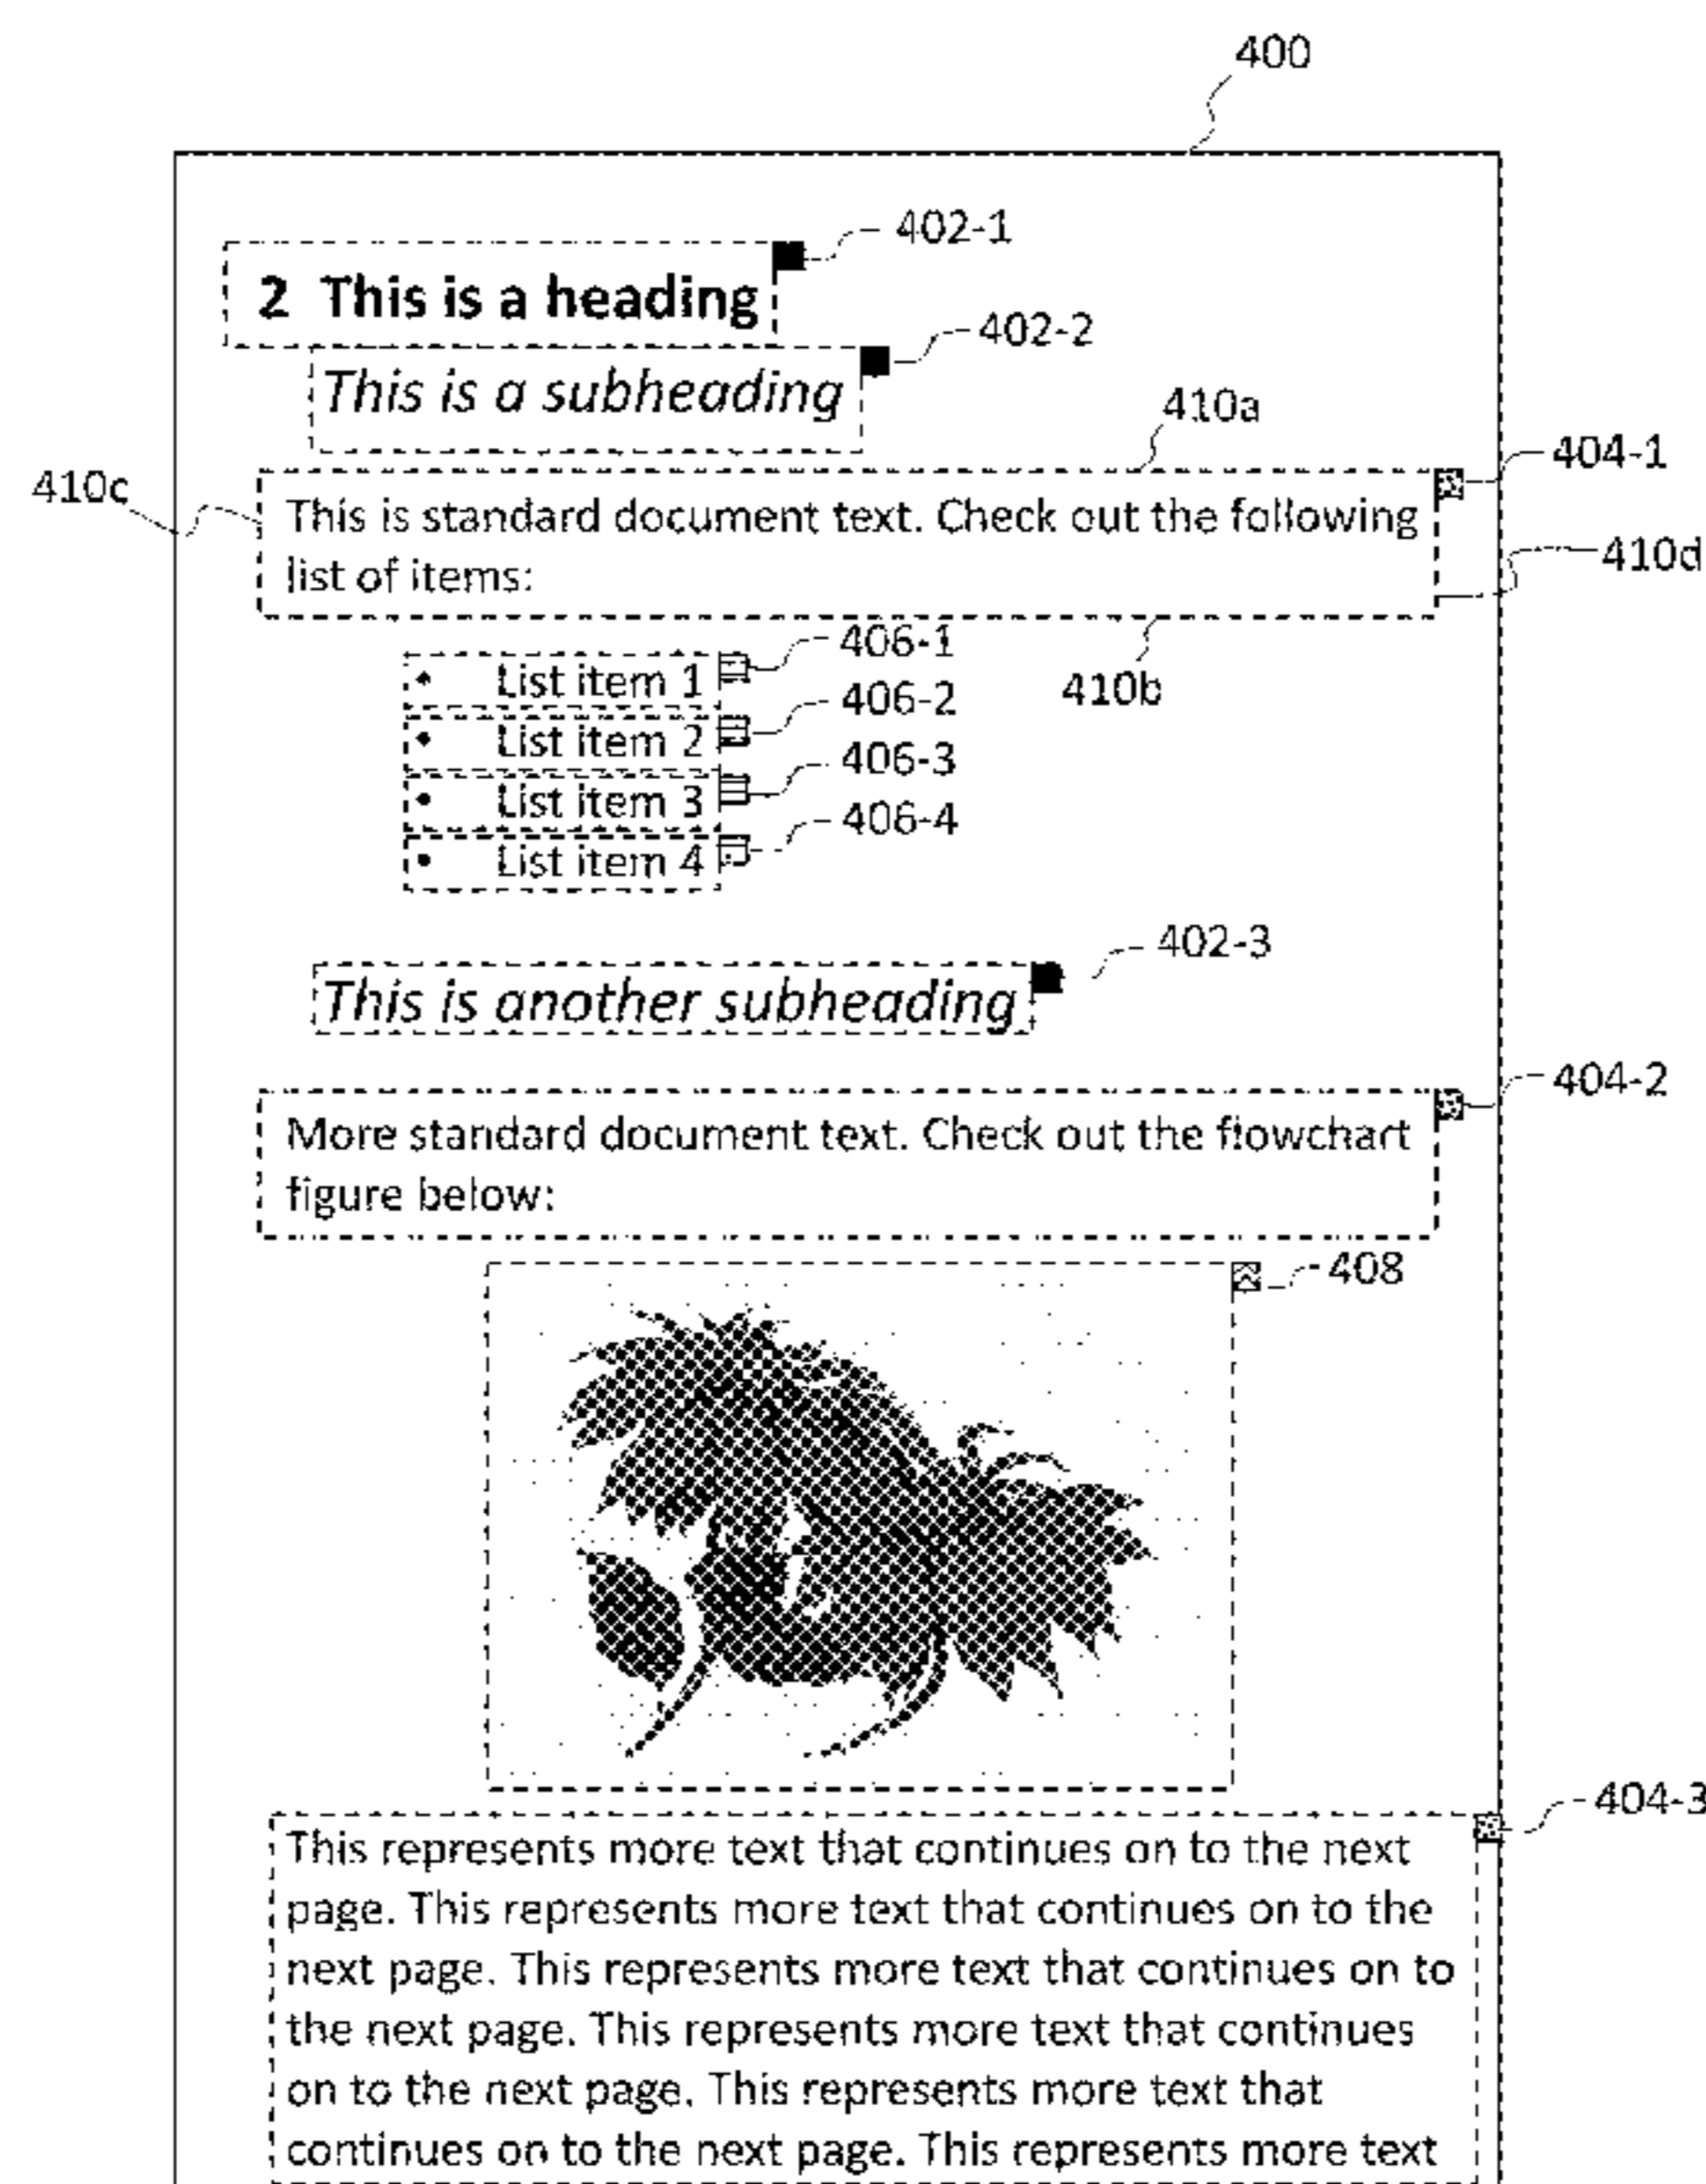 400
402-1
2 This is a heading
402-2
This is a subheading
410a
404-1
410c
This is standard document text. Check out the following
410d
list of items:
406-1
• List item 1
410b
406-2
• List item 2
406-3
• List item 3
406-4
• List item 4
402-3
This is another subheading
404-2
More standard document text. Check out the flowchart
figure below:
408
404-3
This represents more text that continues on to the next
page. This represents more text that continues on to the
next page. This represents more text that continues on to
the next page. This represents more text that continues
on to the next page. This represents more text that
continues on to the next page. This represents more text